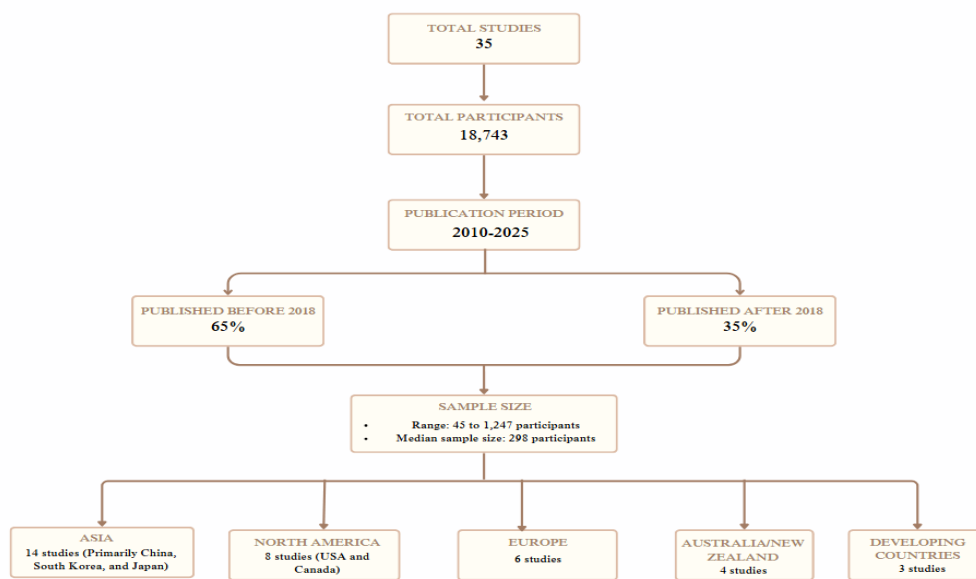 TOTAL STUDIES
35
TOTAL PARTICIPANTS
18,743
PUBLICATION PERIOD
2010-2025
PUBLISHED BEFORE 2018
65%
PUBLISHED AFTER 2018
35%
SAMPLE SIZE
• Range: 45 to 1,247 participants
• Median sample size: 298 participants
ASIA
14 studies (Primarily China,
South Korea, and Japan)
NORTH AMERICA
8 studies (USA and
Canada)
EUROPE
6 studies
AUSTRALIA/NEW
ZEALAND
4 studies
DEVELOPING
COUNTRIES
3 studies